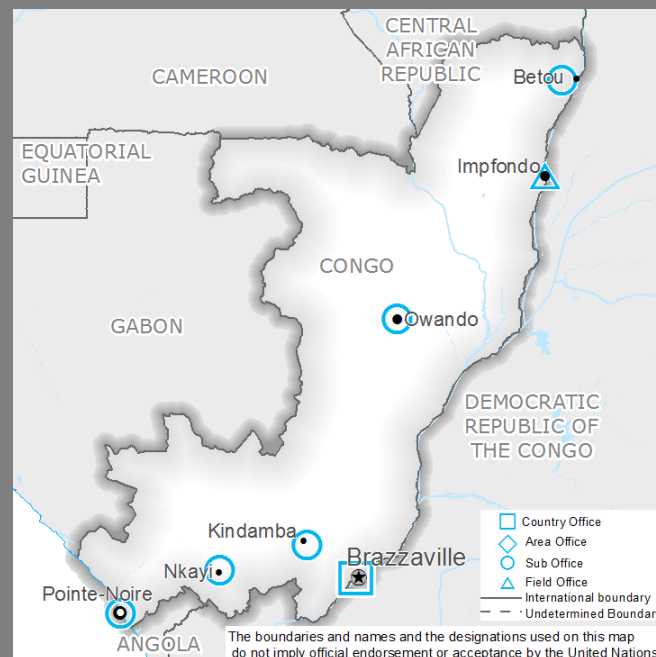 CENTRAL
AFRICAN
REPUBLIC
CAMEROON
Betou
EQUATORIAL
GUINEA
Impfondo
CONGO
GABON
Owando
DEMOCRATIC
REPUBLIC OF
THE CONGO
Kindamba
Brazzaville
Nkayi
Pointe-Noire
ANGOLA
Country Office
Area Office
Sub Office
Field Office
International boundary
Undetermined Boundar
The boundaries and names and the designations used on this map
do not imply official endorsement or acceptance by the United Nations